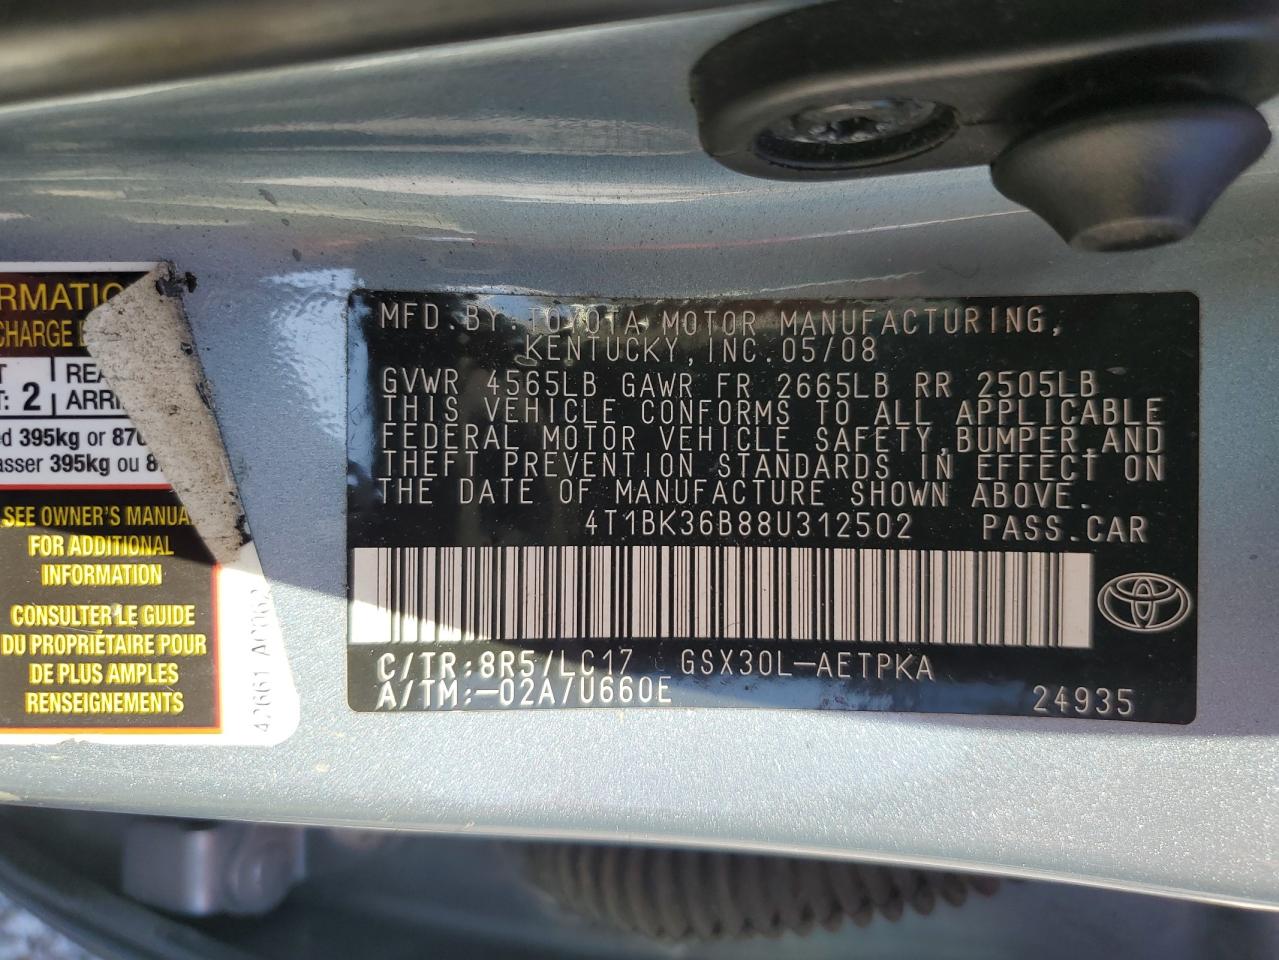 RMATIO
CHARGE
T
: 2
REA
ARRI
ed 395kg or 870
asser 395kg ou 8
SEE OWNER'S MANUA
FOR ADDITIONAL
INFORMATION
CONSULTER LE GUIDE
DU PROPRIÉTAIRE POUR
DE PLUS AMPLES
RENSEIGNEMENTS
MFD.BY:TOYOTA MOTOR MANUFACTURING,
KENTUCKY,INC.05/08
GVWR 4565LB GAWR FR 2665LB RR 2505LB
THIS VEHICLE CONFORMS TO ALL APPLICABLE
FEDERAL MOTOR VEHICLE SAFETY,BUMPER,AND
THEFT PREVENTION STANDARDS IN EFFECT ON
THE DATE OF MANUFACTURE SHOWN ABOVE.
4T1BK36B88U312502 PASS.CAR
C/TR:8R5/LC17 GSX30L-AETPKA
A/TM:-02A/U660E 24935